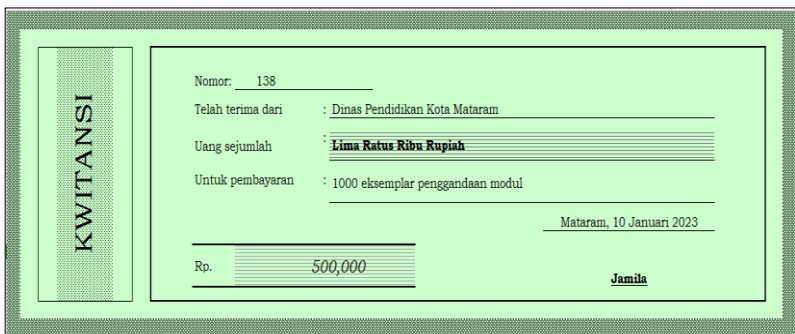 KWITANSI
Nomor: 138
Telah terima dari : Dinas Pendidikan Kota Mataram
Uang sejumlah : Lima Ratus Ribu Rupiah
Untuk pembayaran : 1000 eksemplar penggandaan modul
Mataram, 10 Januari 2023
Rp. 500,000
Jamila